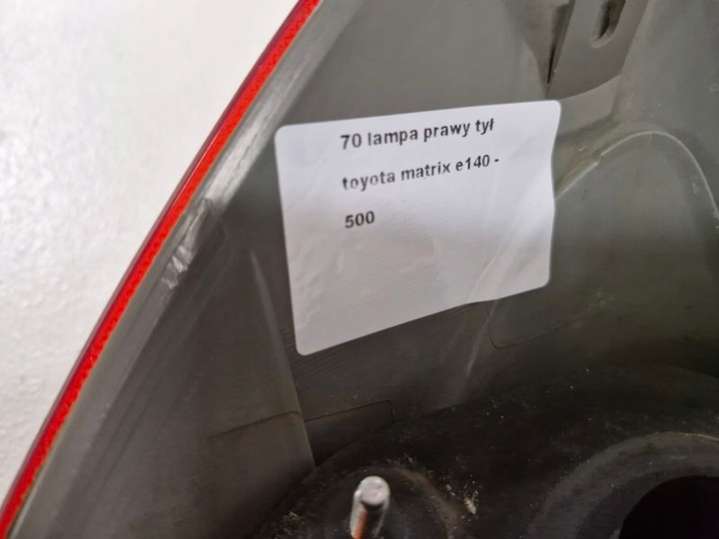 70 lampa prawy tył
toyota matrix e140 -
500